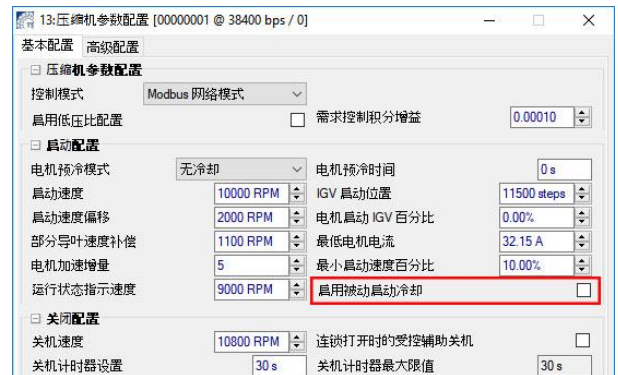 13:压缩机参数配置 [00000001 @ 38400 bps / 0]
基本配置 高级配置
压缩机参数配置
控制模式 Modbus 网络模式
启用低压比配置 需求控制积分增益 0.00010
启动配置
电机预冷模式 无冷却 电机预冷时间 0 s
启动速度 10000 RPM IGV 启动位置 11500 steps
启动速度偏移 2000 RPM 电机启动 IGV 百分比 0.00%
部分导叶速度补偿 1100 RPM 最低电机电流 32.15 A
电机加速增量 5 最小启动速度百分比 10.00%
运行状态指示速度 9000 RPM 启用被动启动冷却
关闭配置
关机速度 10800 RPM 连锁打开时的受控辅助关机
关机计时器设置 30 s 关机计时器最大限值 30 s